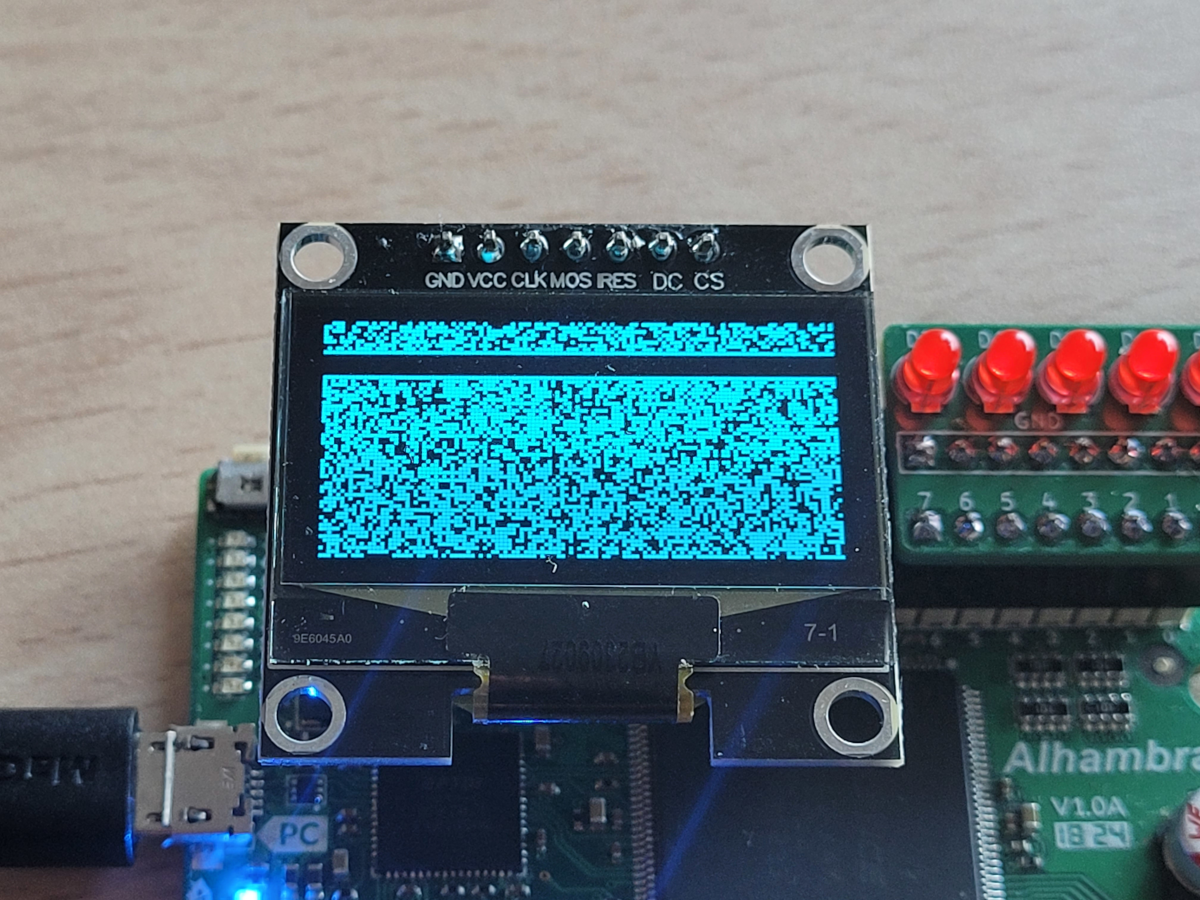 GND VCC CLK MOS IRES DC CS
GND
7 6 5 4 3 2 1
9E6045A0
7-1
Alhambra
PC
V1.0A
18 24